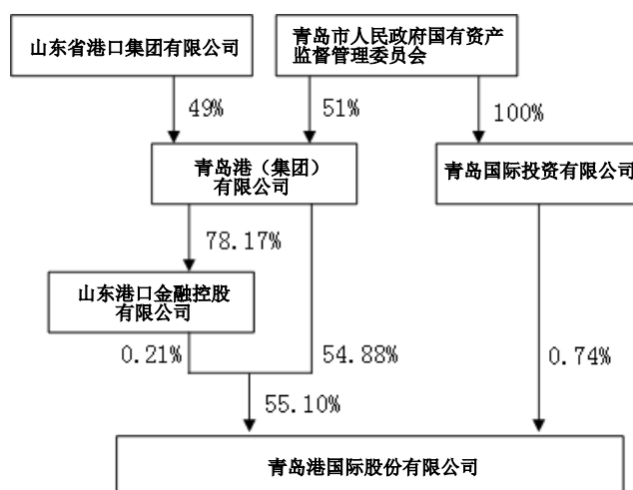 山东省港口集团有限公司
青岛市人民政府国有资产
监督管理委员会
49%
51%
100%
青岛港（集团）
有限公司
青岛国际投资有限公司
78.17%
山东港口金融控股
有限公司
0.21%
54.88%
0.74%
55.10%
青岛港国际股份有限公司